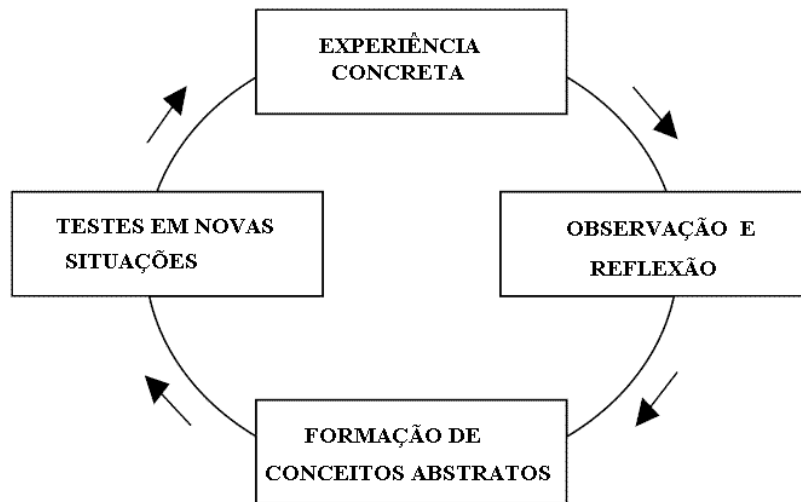 EXPERIÊNCIA
CONCRETA
TESTES EM NOVAS
SITUAÇÕES
OBSERVAÇÃO E
REFLEXÃO
FORMAÇÃO DE
CONCEITOS ABSTRATOS